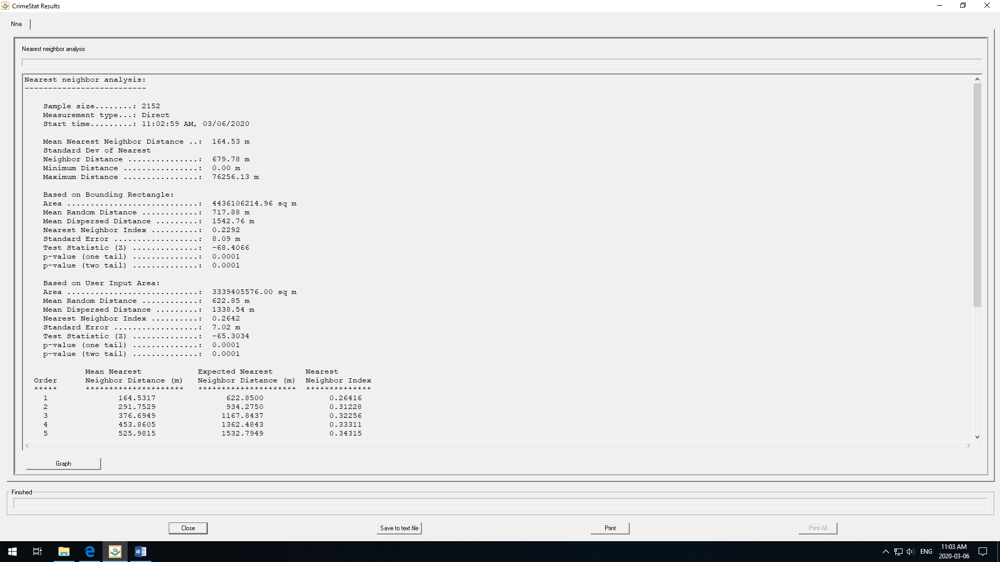 CrimeStat Results
Nna
Nearest neighbor analysis
Nearest neighbor analysis:
--------------------------
Sample size........: 2152
Measurement type...: Direct
Start time.........: 11:02:59 AM, 03/06/2020
Mean Nearest Neighbor Distance ..: 164.53 m
Standard Dev of Nearest
Neighbor Distance ...............: 679.78 m
Minimum Distance ................: 0.00 m
Maximum Distance ................: 76256.13 m
Based on Bounding Rectangle:
Area ............................: 4436106214.96 sq m
Mean Random Distance ............: 717.88 m
Mean Dispersed Distance .........: 1542.76 m
Nearest Neighbor Index ..........: 0.2292
Standard Error ..................: 8.09 m
Test Statistic (Z) ..............: -68.4066
p-value (one tail) ..............: 0.0001
p-value (two tail) ..............: 0.0001
Based on User Input Area:
Area ............................: 3339405576.00 sq m
Mean Random Distance ............: 622.85 m
Mean Dispersed Distance .........: 1338.54 m
Nearest Neighbor Index ..........: 0.2642
Standard Error ..................: 7.02 m
Test Statistic (Z) ..............: -65.3034
p-value (one tail) ..............: 0.0001
p-value (two tail) ..............: 0.0001
Mean Nearest Expected Nearest Nearest
Order Neighbor Distance (m) Neighbor Distance (m) Neighbor Index
***** ********************* ********************* **************
1 164.5317 622.8500 0.26416
2 291.7529 934.2750 0.31228
3 376.6949 1167.8437 0.32256
4 453.8605 1362.4843 0.33311
5 525.9815 1532.7949 0.34315
Graph
Finished
Close Save to text file Print Print All
ENG 11:03 AM
2020-03-06